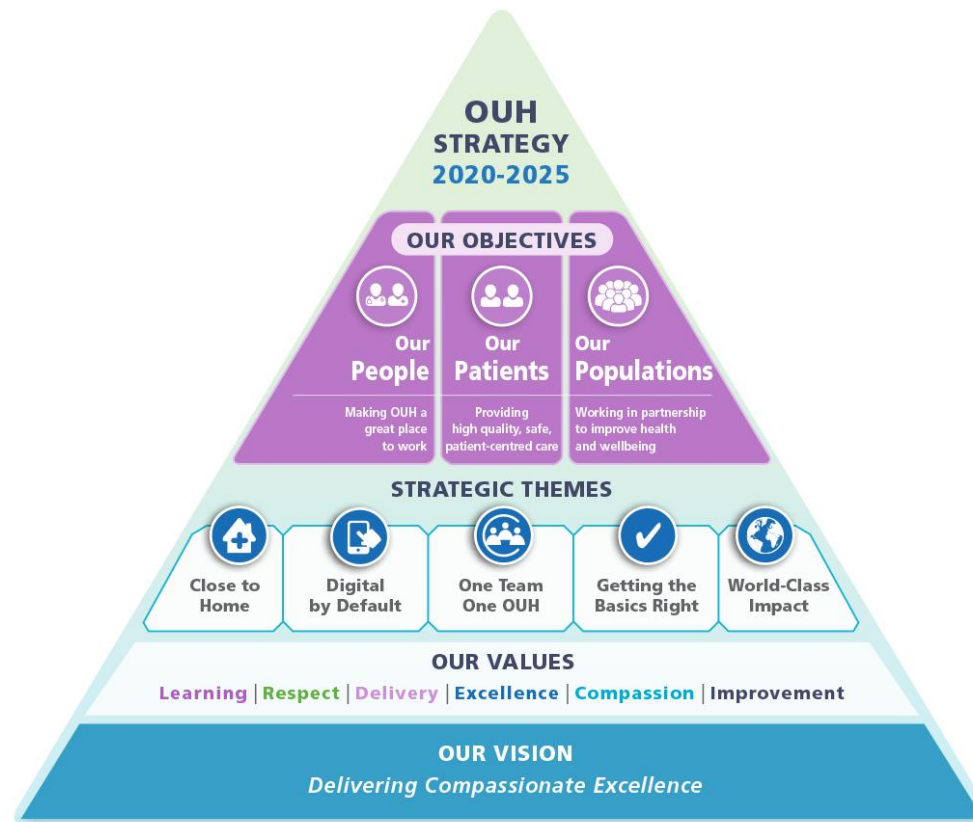 OUH
STRATEGY
2020-2025
OUR OBJECTIVES
Our
People
Making OUH a
great place
to work
Our
Patients
Providing
high quality, safe,
patient-centred care
Our
Populations
Working in partnership
to improve health
and wellbeing
STRATEGIC THEMES
Close to
Home
Digital
by Default
One Team
One OUH
Getting the
Basics Right
World-Class
Impact
OUR VALUES
Learning | Respect | Delivery | Excellence | Compassion | Improvement
OUR VISION
Delivering Compassionate Excellence